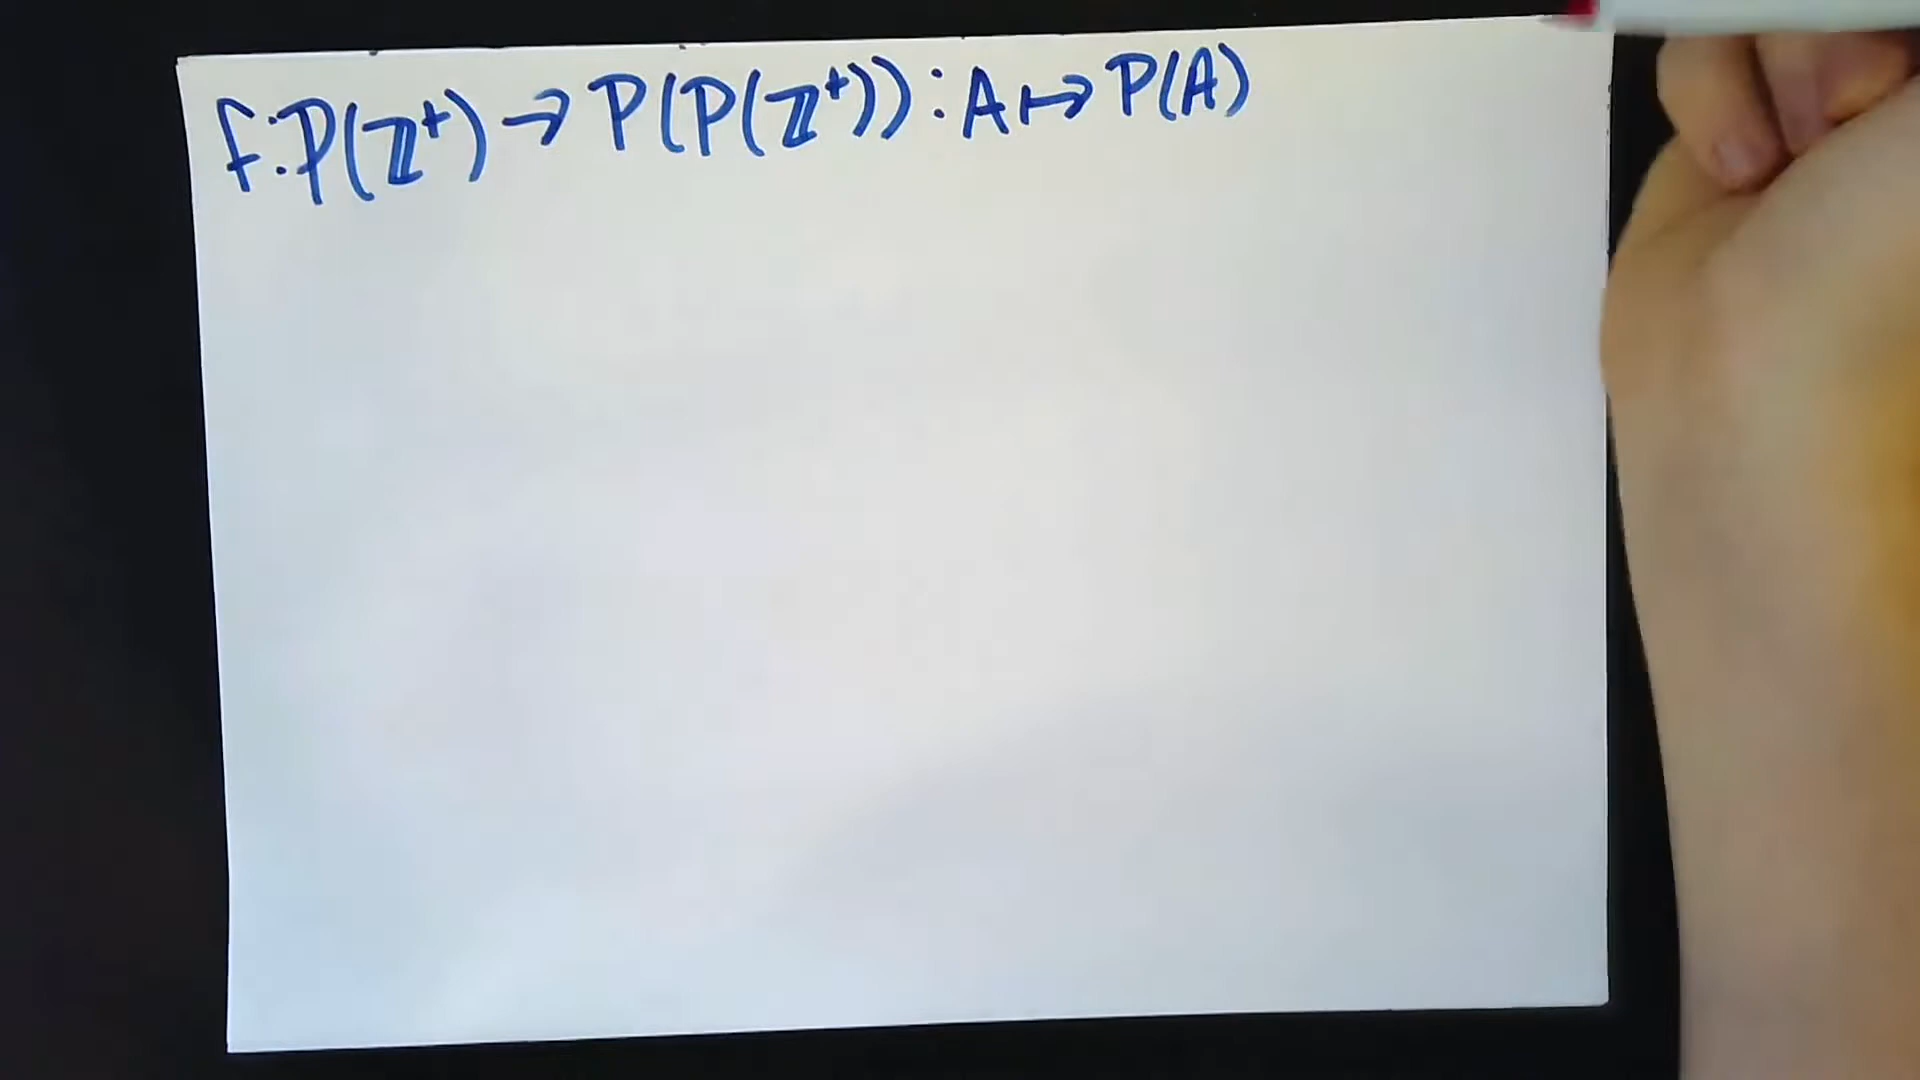 f:P(ℤ⁺) → P(P(ℤ⁺)) : A ↦ P(A)